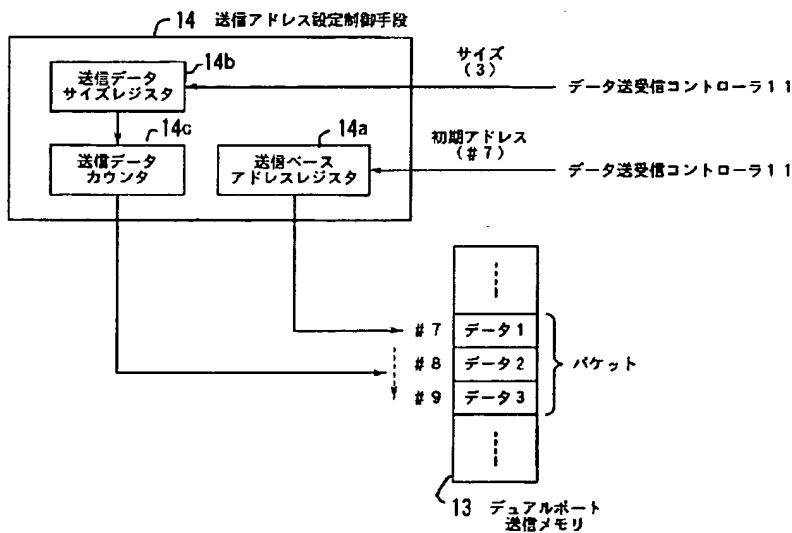 14 送信アドレス設定制御手段
14b
送信データ
サイズレジスタ
サイズ
(3)
データ送受信コントローラ11
14c
送信データ
カウンタ
14a
送信ベース
アドレスレジスタ
初期アドレス
(#7)
データ送受信コントローラ11
#7 データ1
#8 データ2
#9 データ3
パケット
13 デュアルポート
送信メモリ